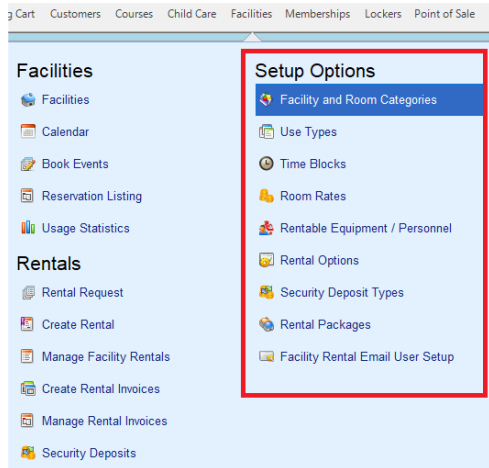 g Cart Customers Courses Child Care Facilities Memberships Lockers Point of Sale
Facilities
Facilities
Calendar
Book Events
Reservation Listing
Usage Statistics
Rentals
Rental Request
Create Rental
Manage Facility Rentals
Create Rental Invoices
Manage Rental Invoices
Security Deposits
Setup Options
Facility and Room Categories
Use Types
Time Blocks
Room Rates
Rentable Equipment / Personnel
Rental Options
Security Deposit Types
Rental Packages
Facility Rental Email User Setup